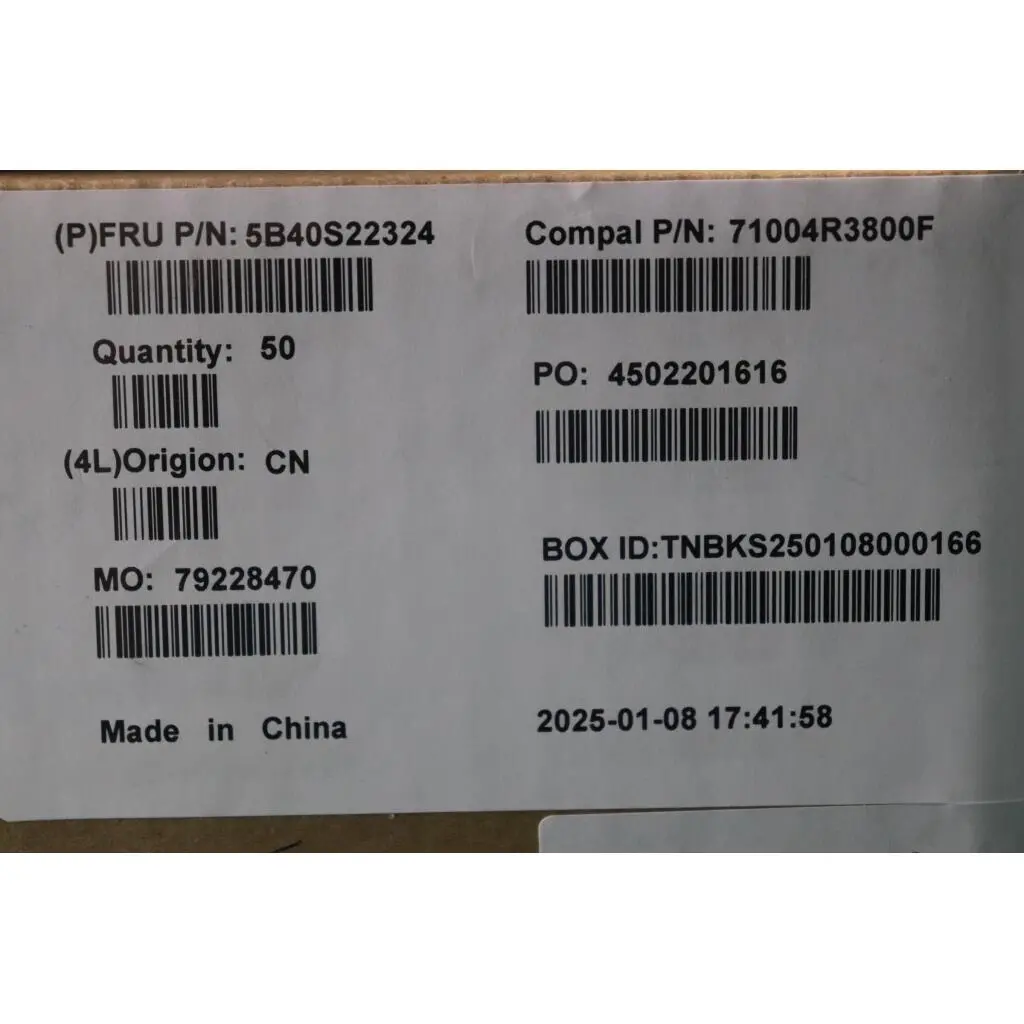 (P)FRU P/N: 5B40S22324
Compal P/N: 71004R3800F
Quantity: 50
PO: 4502201616
(4L)Origion: CN
BOX ID:TNBKS250108000166
MO: 79228470
Made in China
2025-01-08 17:41:58